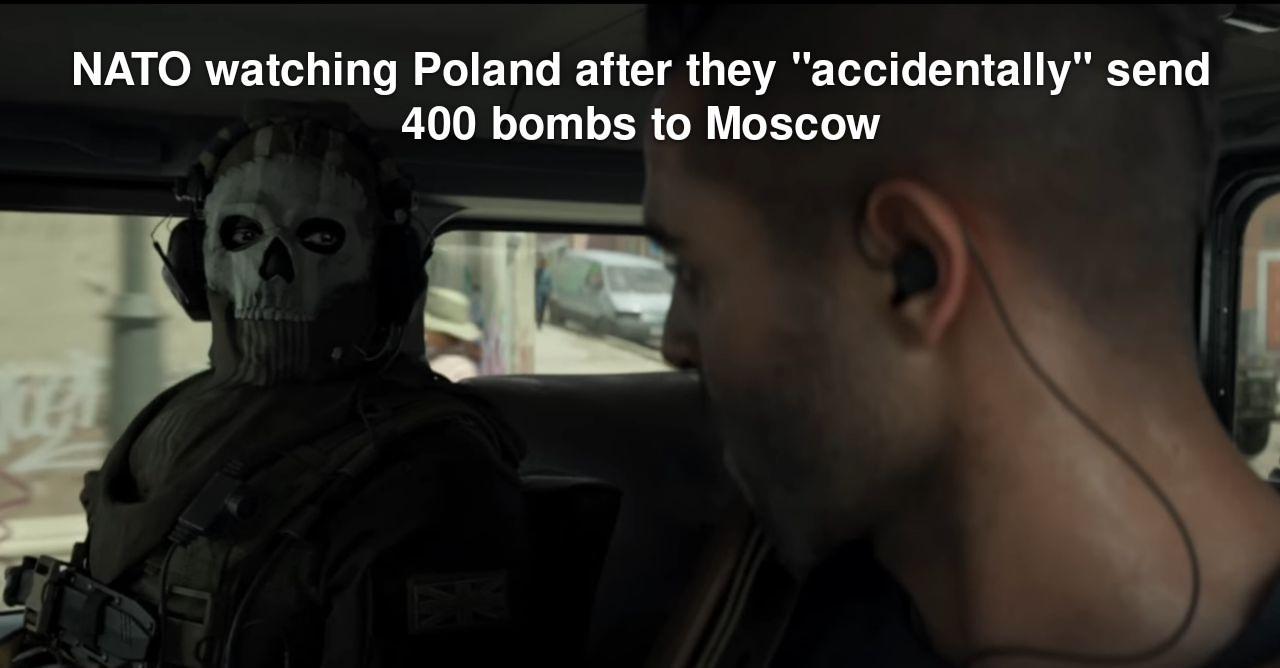 NATO watching Poland after they "accidentally" send
400 bombs to Moscow